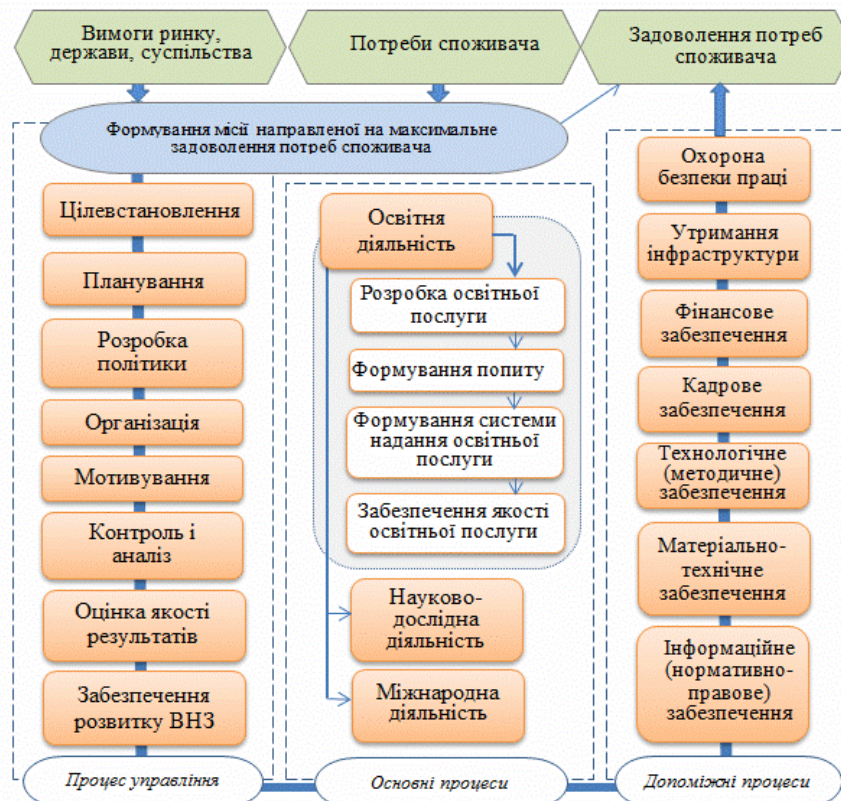 Вимоги ринку,
держави, суспільства
Потреби споживача
Задоволення потреб
споживача
Формування місії направленої на максимальне
задоволення потреб споживача
Цілевстановлення
Планування
Розробка
політики
Організація
Мотивування
Контроль і
аналіз
Оцінка якості
результатів
Забезпечення
розвитку ВНЗ
Процес управління
Освітня
діяльність
Розробка освітньої
послуги
Формування попиту
Формування системи
надання освітньої
послуги
Забезпечення якості
освітньої послуги
Науково-
дослідна
діяльність
Міжнародна
діяльність
Основні процеси
Охорона
безпеки праці
Утримання
інфраструктури
Фінансове
забезпечення
Кадрове
забезпечення
Технологічне
(методичне)
забезпечення
Матеріально-
технічне
забезпечення
Інформаційне
(нормативно-
правове)
забезпечення
Допоміжні процеси